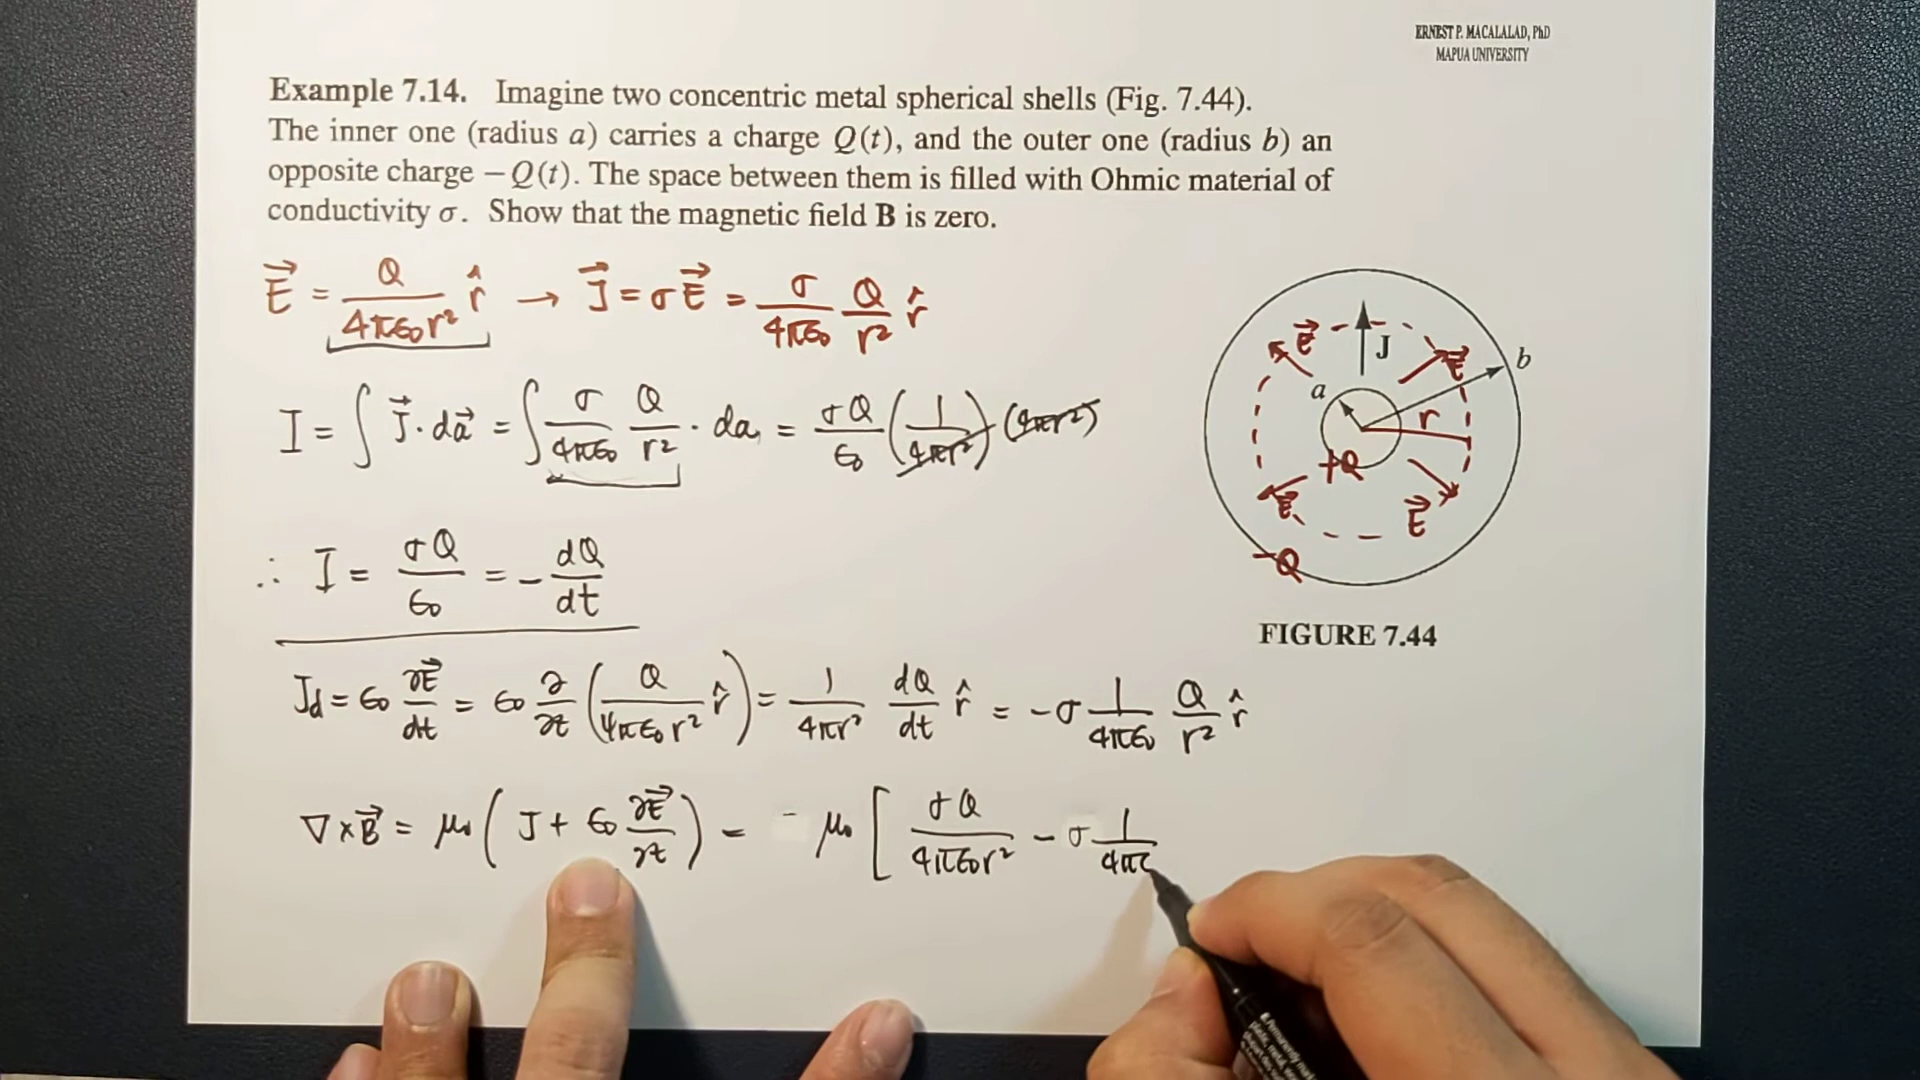 ERNEST P. MACALALAD, PhD
MAPUA UNIVERSITY
Example 7.14. Imagine two concentric metal spherical shells (Fig. 7.44).
The inner one (radius a) carries a charge Q(t), and the outer one (radius b) an
opposite charge −Q(t). The space between them is filled with Ohmic material of
conductivity σ. Show that the magnetic field B is zero.
E⃗ = Q/(4πϵ₀r²) r̂ → J⃗ = σE⃗ = σ/(4πϵ₀) Q/r² r̂
I = ∫ J⃗ · da⃗ = ∫ σ/(4πϵ₀) Q/r² · da, = σQ/ϵ₀ (1/(4πr²)) (4πr²)
∴ I = σQ/ϵ₀ = − dQ/dt
J_d = ϵ₀ ∂E⃗/dt = ϵ₀ ∂/∂t (Q/(4πϵ₀r²) r̂) = 1/(4πr²) dQ/dt r̂ = −σ 1/(4πϵ₀) Q/r² r̂
∇×B⃗ = μ₀ (J + ϵ₀ ∂E⃗/∂t) = μ₀ [ σQ/(4πϵ₀r²) − σ 1/(4πϵ
E⃗
J
E⃗
b
a
r
+Q
E⃗
E⃗
−Q
FIGURE 7.44